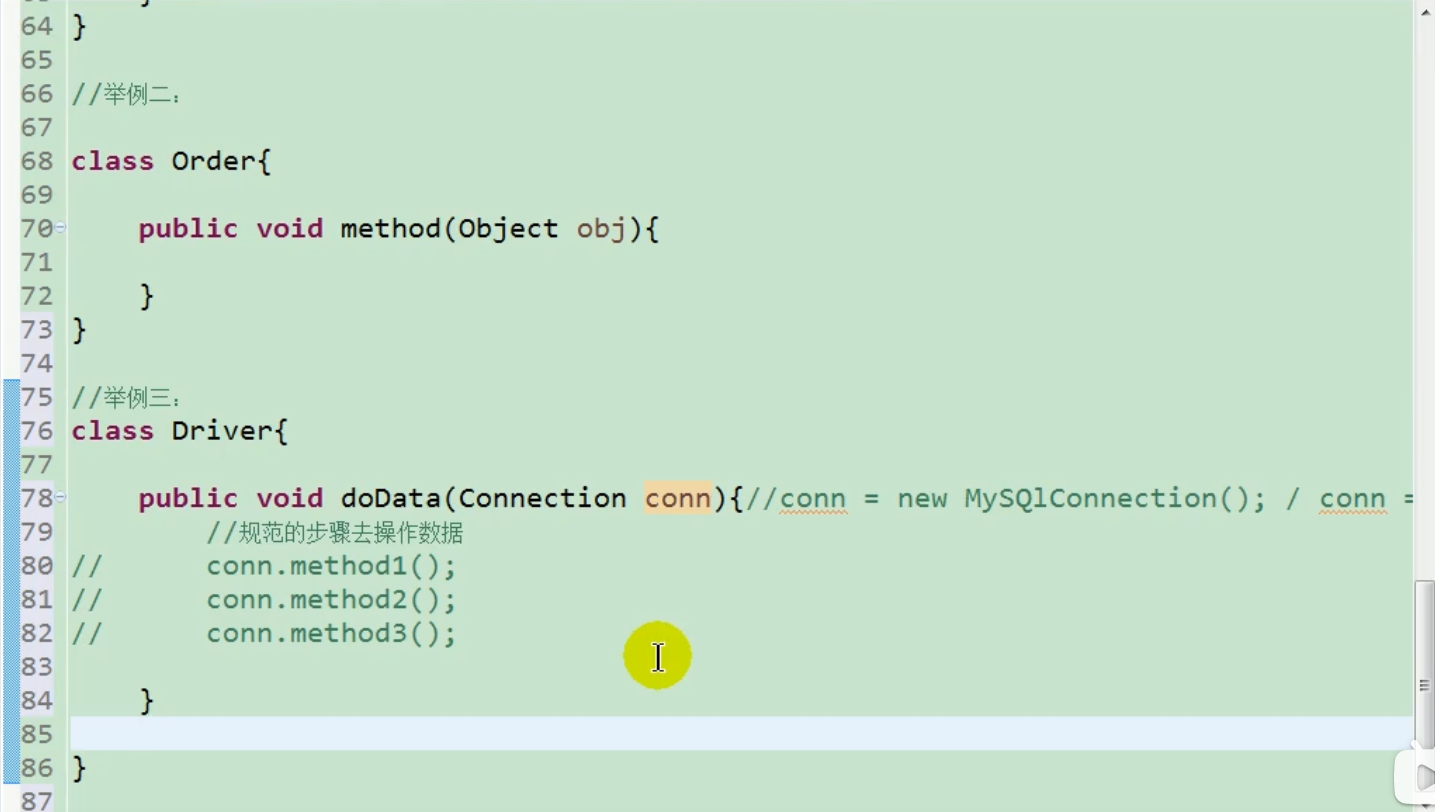 64 }
65
66 //举例二:
67
68 class Order{
69
70 public void method(Object obj){
71
72 }
73 }
74
75 //举例三:
76 class Driver{
77
78 public void doData(Connection conn){//conn = new MySQlConnection(); / conn =
79 //规范的步骤去操作数据
80 // conn.method1();
81 // conn.method2();
82 // conn.method3();
83
84 }
85
86 }
87